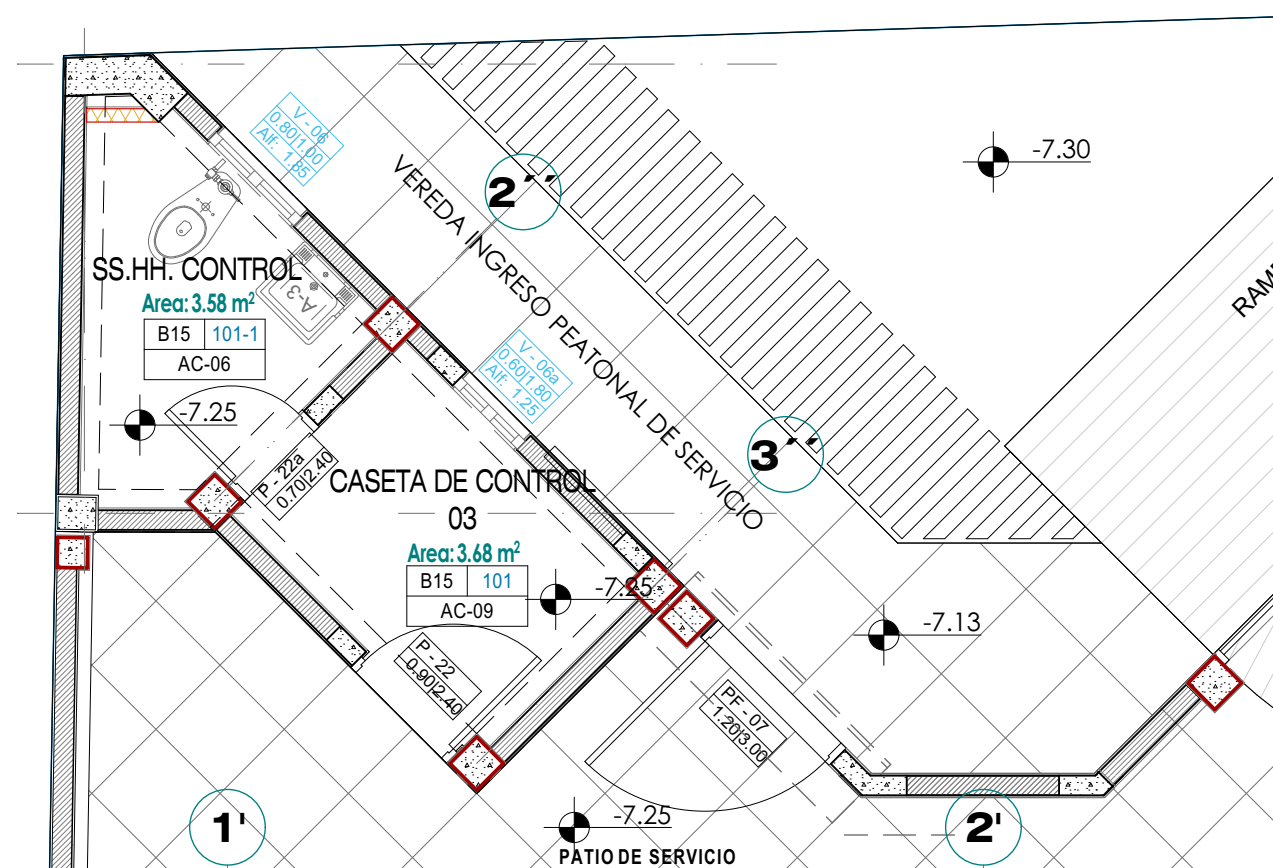 V - 06
0.80|1.00
Alf: 1.85
-7.30
2´´
VEREDA INGRESO PEATONAL DE SERVICIO
SS.HH. CONTROL
Area: 3.58 m²
B15 101-1
AC-06
A-3
V - 06a
0.60|1.80
Alf: 1.25
-7.25
3´´
P - 22a
0.70|2.40
CASETA DE CONTROL
03
Area: 3.68 m²
B15 101
AC-09
-7.25
-7.13
P - 22
0.90|2.40
PF - 07
1.20|3.00
1'
-7.25
2'
PATIO DE SERVICIO